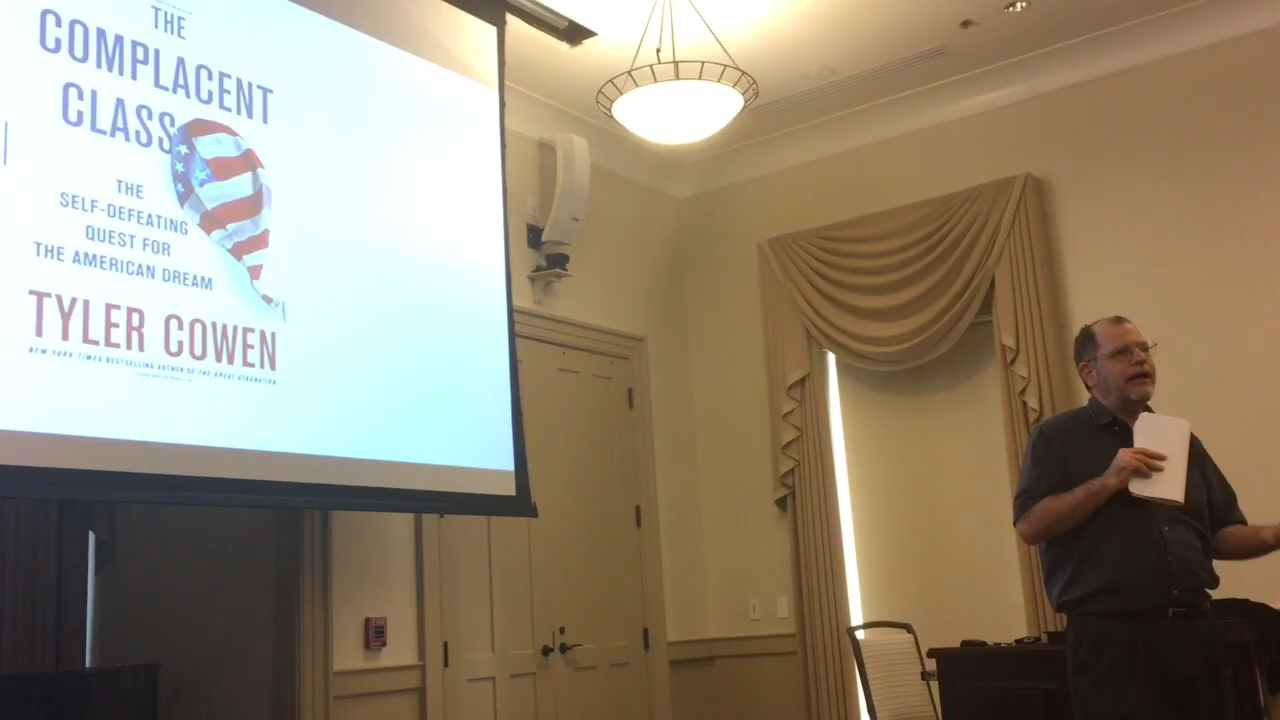 THE
COMPLACENT
CLASS
THE
SELF-DEFEATING
QUEST FOR
THE AMERICAN DREAM
TYLER COWEN
NEW YORK TIMES BESTSELLING AUTHOR OF THE GREAT STAGNATION